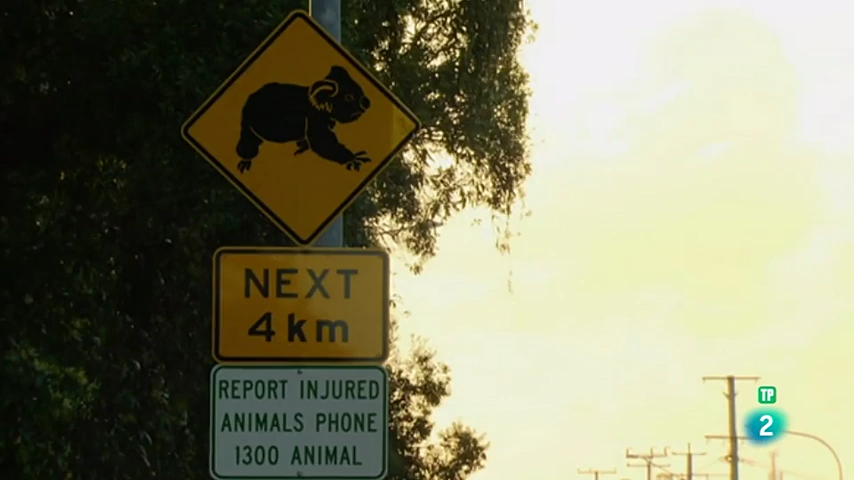 NEXT
4 km
REPORT INJURED
ANIMALS PHONE
1300 ANIMAL
TP
2